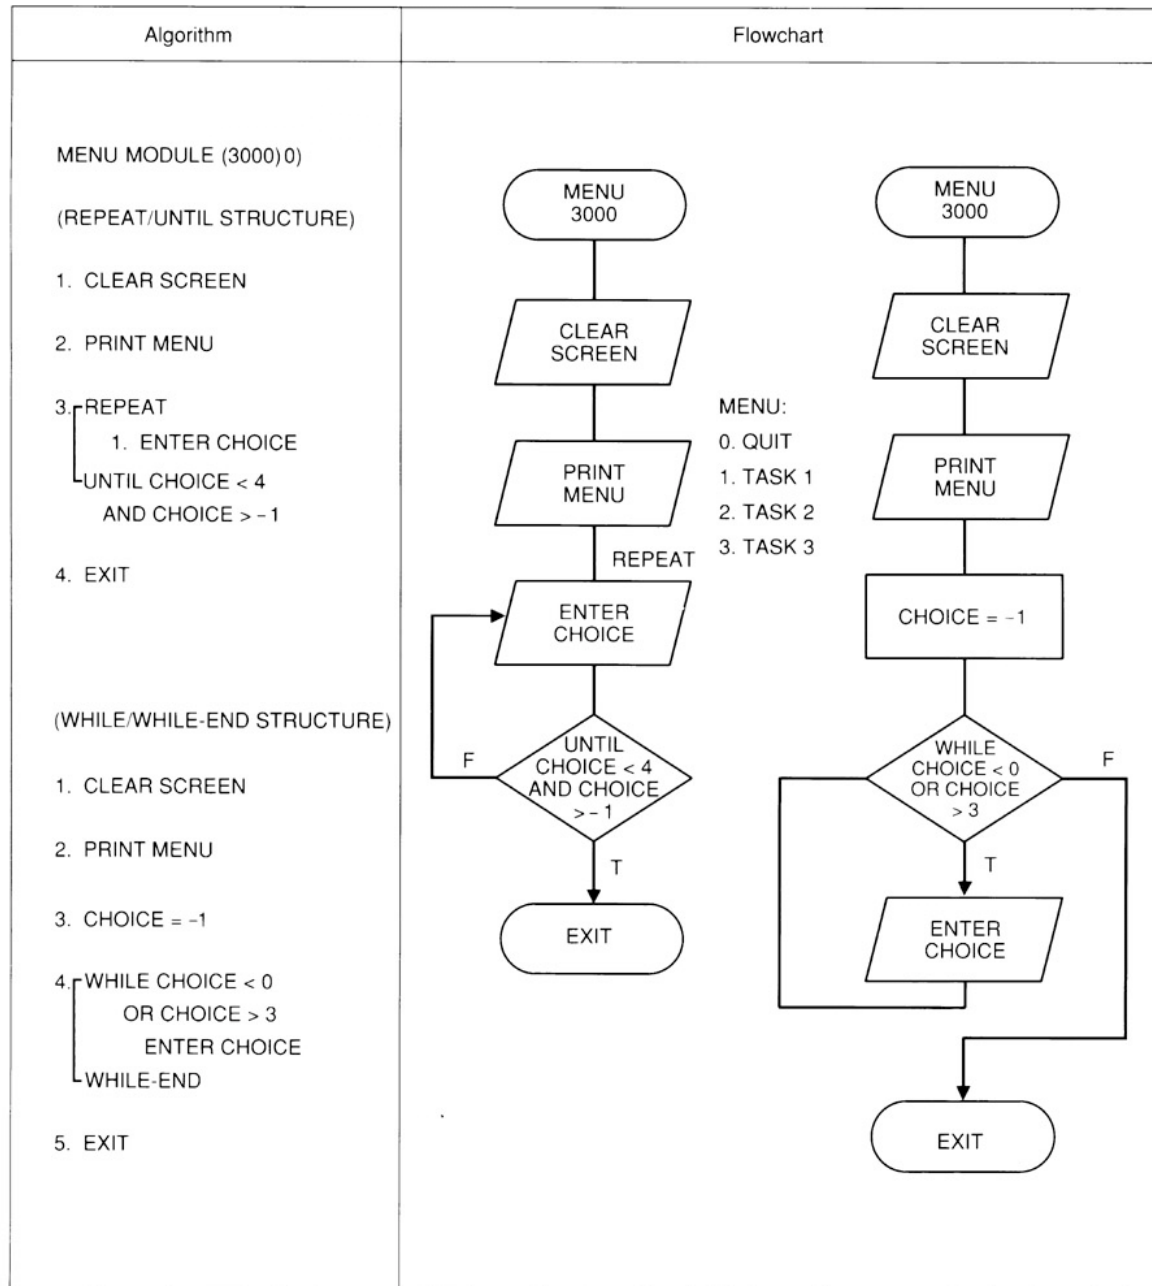 Algorithm
Flowchart
MENU MODULE (3000)0)
(REPEAT/UNTIL STRUCTURE)
1. CLEAR SCREEN
2. PRINT MENU
3. REPEAT
1. ENTER CHOICE
UNTIL CHOICE < 4
AND CHOICE > –1
4. EXIT
(WHILE/WHILE-END STRUCTURE)
1. CLEAR SCREEN
2. PRINT MENU
3. CHOICE = –1
4. WHILE CHOICE < 0
OR CHOICE > 3
ENTER CHOICE
WHILE-END
5. EXIT
MENU
3000
CLEAR
SCREEN
PRINT
MENU
REPEAT
ENTER
CHOICE
UNTIL
CHOICE < 4
AND CHOICE
> – 1
F
T
EXIT
MENU:
0. QUIT
1. TASK 1
2. TASK 2
3. TASK 3
MENU
3000
CLEAR
SCREEN
PRINT
MENU
CHOICE = –1
WHILE
CHOICE < 0
OR CHOICE
> 3
F
T
ENTER
CHOICE
EXIT